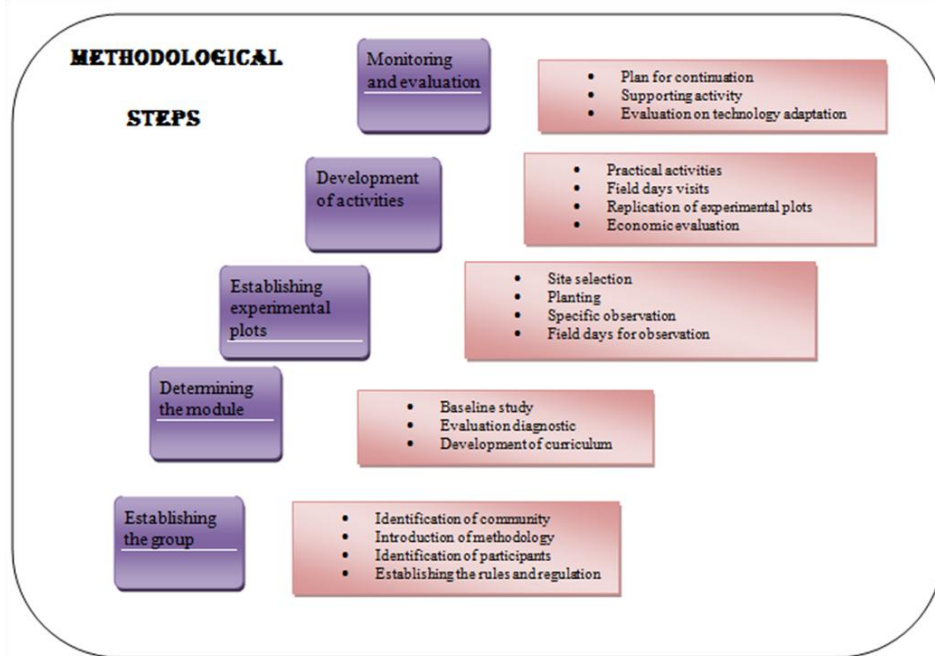 METHODOLOGICAL
STEPS
Monitoring
and evaluation
• Plan for continuation
• Supporting activity
• Evaluation on technology adaptation
Development
of activities
• Practical activities
• Field days visits
• Replication of experimental plots
• Economic evaluation
Establishing
experimental
plots
• Site selection
• Planting
• Specific observation
• Field days for observation
Determining
the module
• Baseline study
• Evaluation diagnostic
• Development of curriculum
Establishing
the group
• Identification of community
• Introduction of methodology
• Identification of participants
• Establishing the rules and regulation